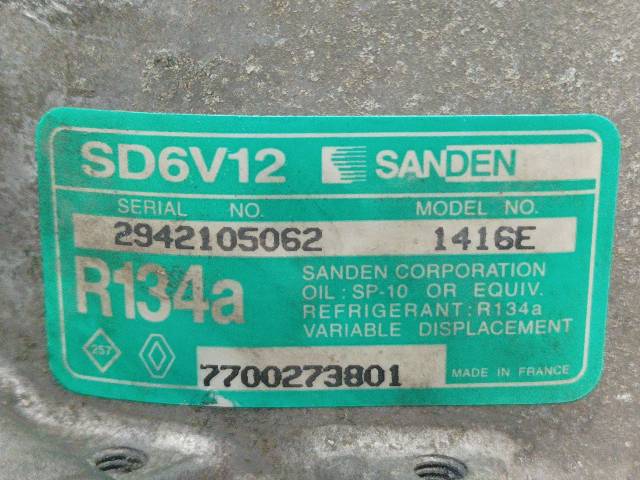 SD6V12 SANDEN
SERIAL NO. MODEL NO.
2942105062 1416E
R134a
SANDEN CORPORATION
OIL : SP-10 OR EQUIV.
REFRIGERANT : R134a
VARIABLE DISPLACEMENT
257
7700273801
MADE IN FRANCE